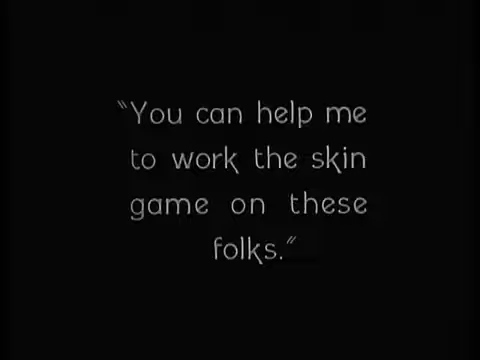 "You can help me
to work the skin
game on these
folks."